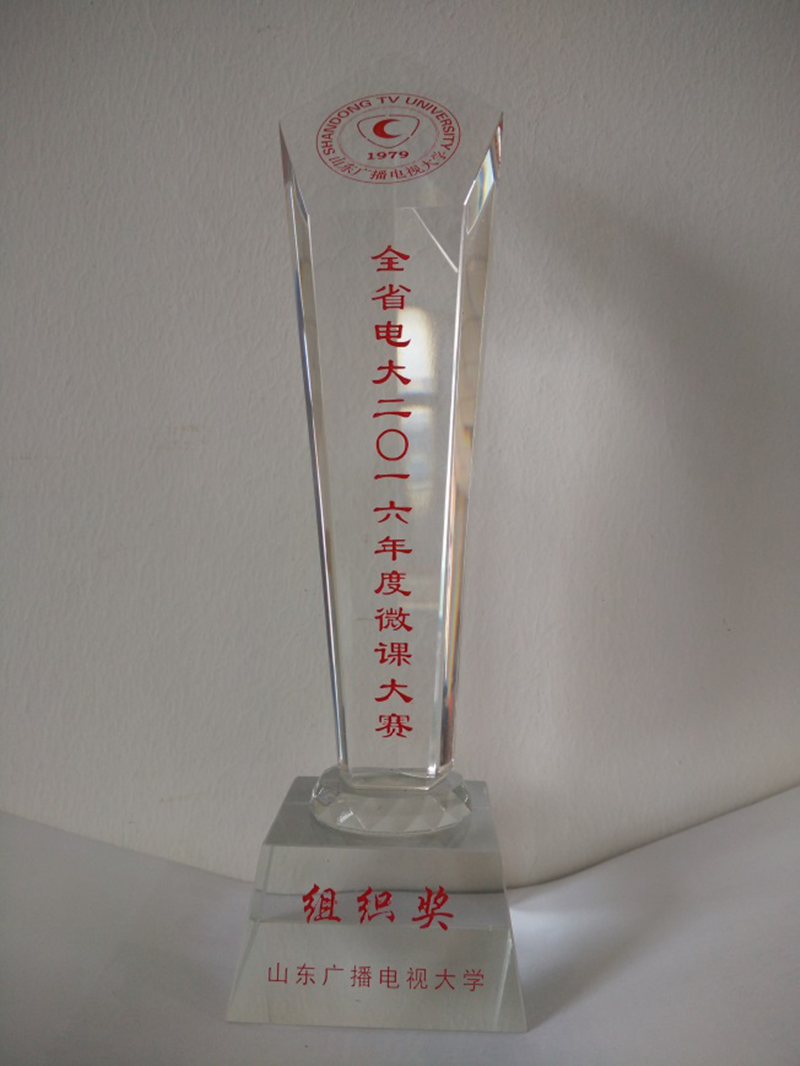 SHANDONG TV UNIVERSITY
1979
山东广播电视大学
全省电大二〇一六年度微课大赛
组织奖
山东广播电视大学